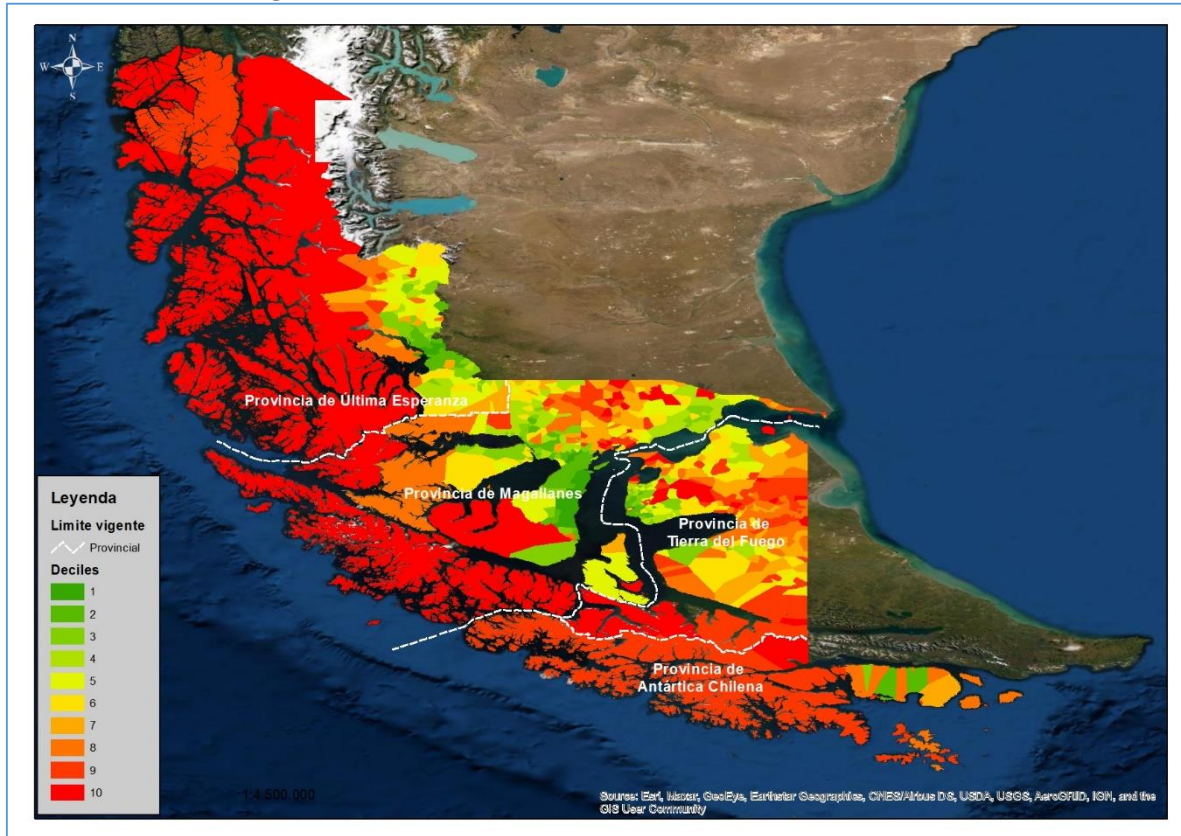 N
W E
S
Provincia de Última Esperanza
Provincia de Magallanes
Provincia de
Tierra del Fuego
Provincia de
Antártica Chilena
Leyenda
Limite vigente
Provincial
Deciles
1
2
3
4
5
6
7
8
9
10
1:4.500.000
Source: Esri, Maxar, GeoEye, Earthstar Geographics, CNES/Airbus DS, USDA, USGS, AeroGRID, IGN, and the
GIS User Community